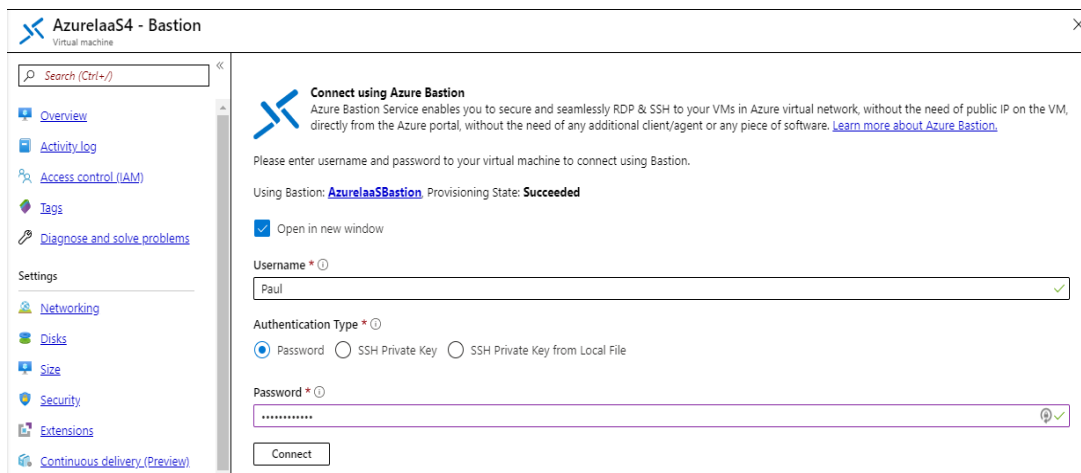 AzureIaaS4 - Bastion
Virtual machine
Search (Ctrl+/)
Overview
Activity log
Access control (IAM)
Tags
Diagnose and solve problems
Settings
Networking
Disks
Size
Security
Extensions
Continuous delivery (Preview)
Connect using Azure Bastion
Azure Bastion Service enables you to secure and seamlessly RDP & SSH to your VMs in Azure virtual network, without the need of public IP on the VM,
directly from the Azure portal, without the need of any additional client/agent or any piece of software. Learn more about Azure Bastion.
Please enter username and password to your virtual machine to connect using Bastion.
Using Bastion: AzureIaaSBastion, Provisioning State: Succeeded
Open in new window
Username *
Paul
Authentication Type *
Password SSH Private Key SSH Private Key from Local File
Password *
••••••••••••
Connect